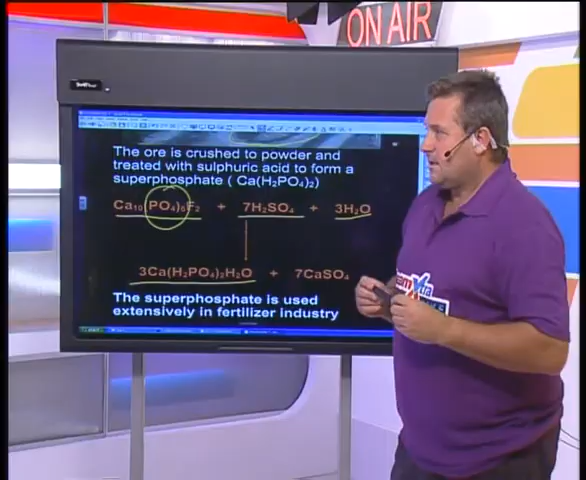 ON AIR
The ore is crushed to powder and
treated with sulphuric acid to form a
superphosphate ( Ca(H₂PO₄)₂)
Ca₁₀(PO₄)₆F₂ + 7H₂SO₄ + 3H₂O
3Ca(H₂PO₄)₂H₂O + 7CaSO₄
The superphosphate is used
extensively in fertilizer industry